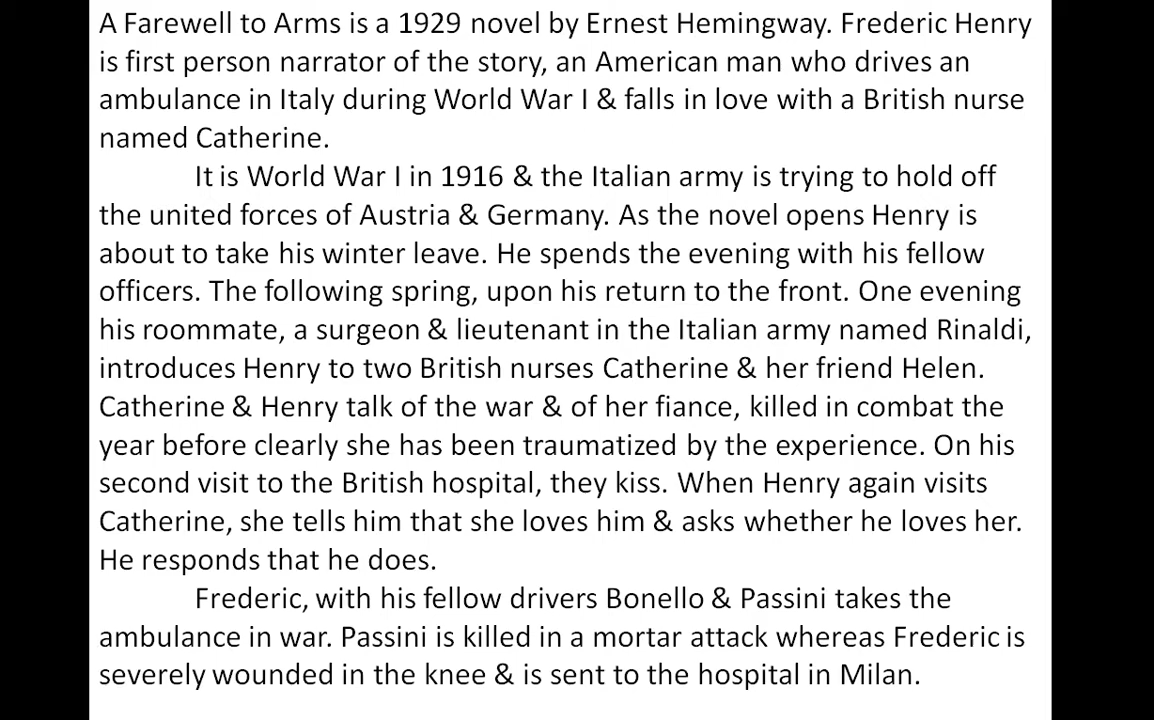 A Farewell to Arms is a 1929 novel by Ernest Hemingway. Frederic Henry
is first person narrator of the story, an American man who drives an
ambulance in Italy during World War I & falls in love with a British nurse
named Catherine.
It is World War I in 1916 & the Italian army is trying to hold off
the united forces of Austria & Germany. As the novel opens Henry is
about to take his winter leave. He spends the evening with his fellow
officers. The following spring, upon his return to the front. One evening
his roommate, a surgeon & lieutenant in the Italian army named Rinaldi,
introduces Henry to two British nurses Catherine & her friend Helen.
Catherine & Henry talk of the war & of her fiance, killed in combat the
year before clearly she has been traumatized by the experience. On his
second visit to the British hospital, they kiss. When Henry again visits
Catherine, she tells him that she loves him & asks whether he loves her.
He responds that he does.
Frederic, with his fellow drivers Bonello & Passini takes the
ambulance in war. Passini is killed in a mortar attack whereas Frederic is
severely wounded in the knee & is sent to the hospital in Milan.